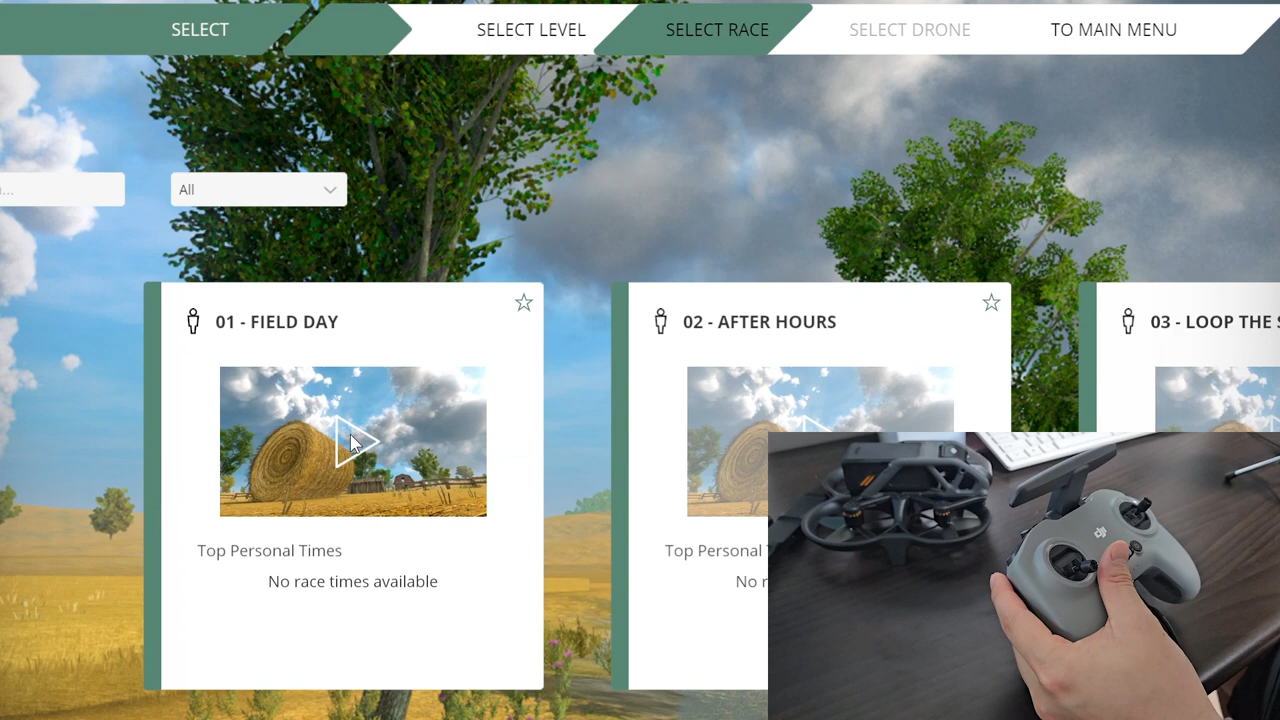 SELECT
SELECT LEVEL
SELECT RACE
SELECT DRONE
TO MAIN MENU
...
All
01 - FIELD DAY
02 - AFTER HOURS
03 - LOOP THE
Top Personal Times
Top Personal
No race times available
No
dji